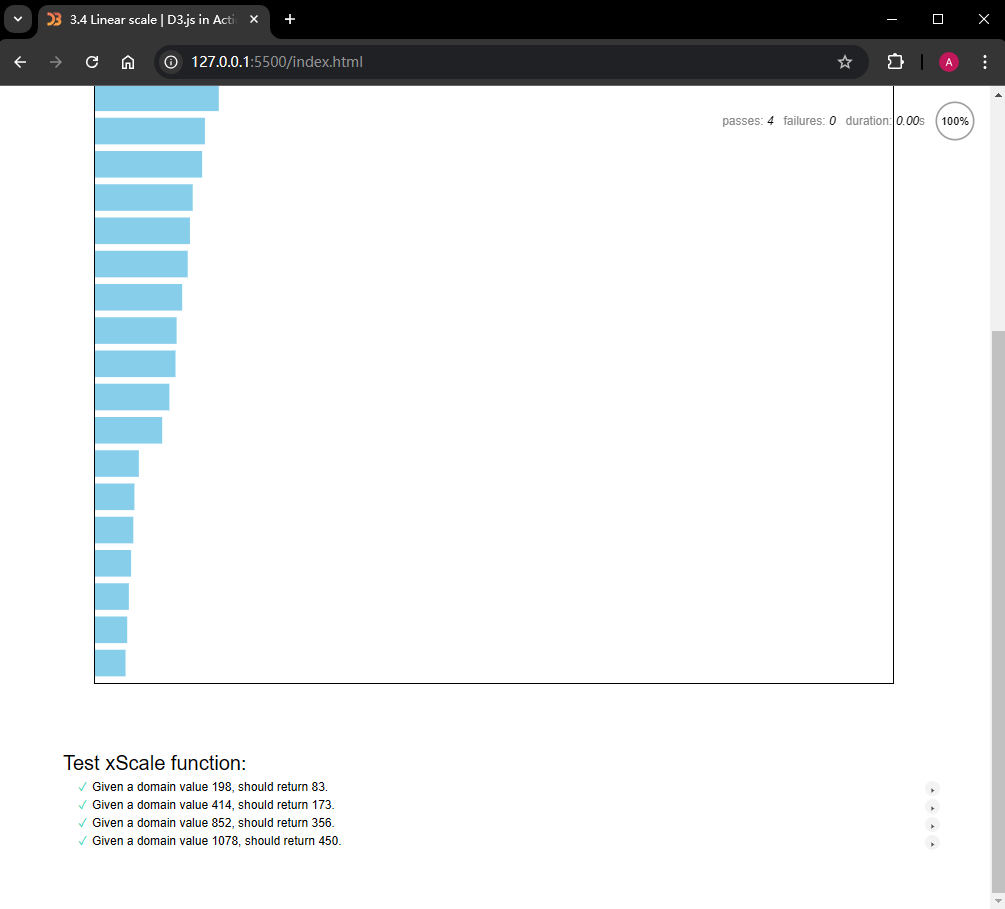 3.4 Linear scale | D3.js in Acti
127.0.0.1:5500/index.html
A
passes: 4 failures: 0 duration: 0.00s 100%
Test xScale function:
✓ Given a domain value 198, should return 83.
✓ Given a domain value 414, should return 173.
✓ Given a domain value 852, should return 356.
✓ Given a domain value 1078, should return 450.